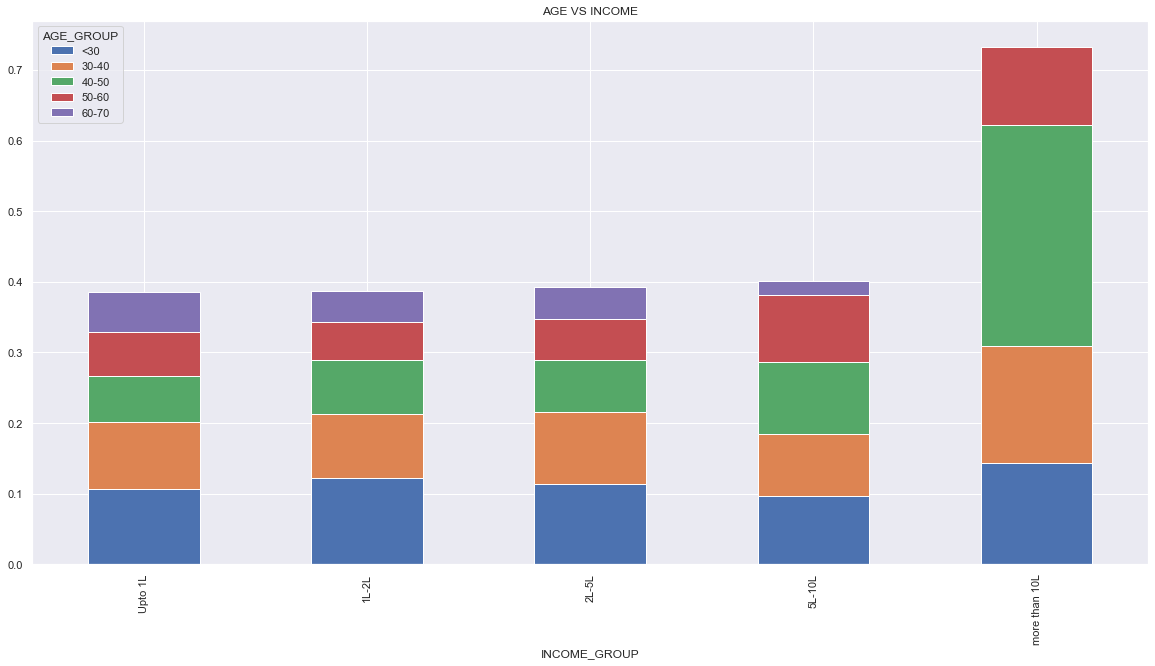 AGE VS INCOME
AGE_GROUP
<30
30-40
40-50
50-60
60-70
0.7
0.6
0.5
0.4
0.3
0.2
0.1
0.0
Upto 1L
1L-2L
2L-5L
5L-10L
more than 10L
INCOME_GROUP